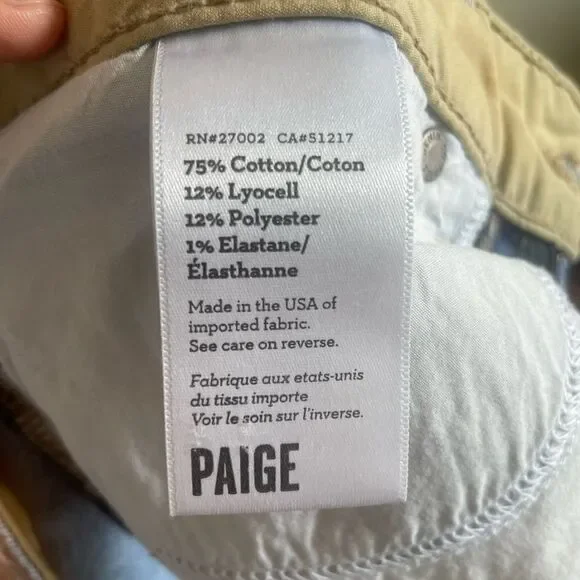 RN#27002 CA#51217
75% Cotton/Coton
12% Lyocell
12% Polyester
1% Elastane/
Élasthanne
Made in the USA of
imported fabric.
See care on reverse.
Fabrique aux etats-unis
du tissu importe
Voir le soin sur l'inverse.
PAIGE